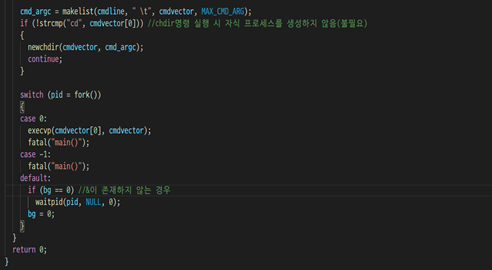 cmd_argc = makelist(cmdline, " \t", cmdvector, MAX_CMD_ARG);
if (!strcmp("cd", cmdvector[0])) //chdir명령 실행 시 자식 프로세스를 생성하지 않음(불필요)
{
newchdir(cmdvector, cmd_argc);
continue;
}
switch (pid = fork())
{
case 0:
execvp(cmdvector[0], cmdvector);
fatal("main()");
case -1:
fatal("main()");
default:
if (bg == 0) //&이 존재하지 않는 경우
waitpid(pid, NULL, 0);
bg = 0;
}
}
return 0;
}